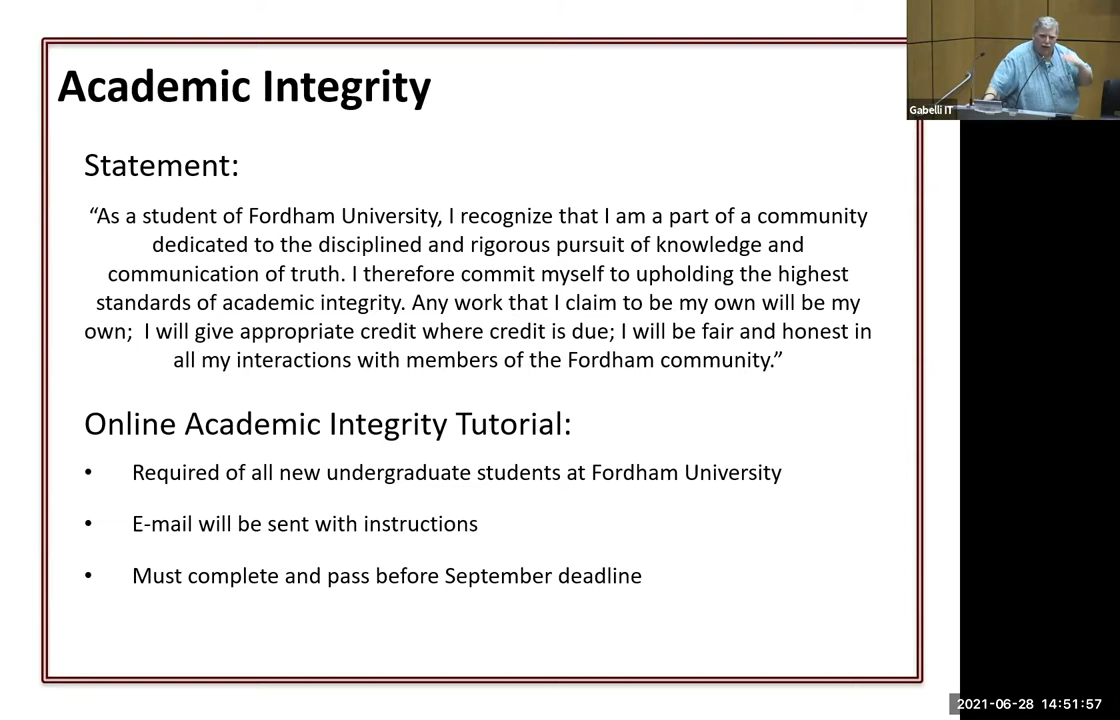 Academic Integrity
Gabelli IT
Statement:
“As a student of Fordham University, I recognize that I am a part of a community
dedicated to the disciplined and rigorous pursuit of knowledge and
communication of truth. I therefore commit myself to upholding the highest
standards of academic integrity. Any work that I claim to be my own will be my
own;  I will give appropriate credit where credit is due; I will be fair and honest in
all my interactions with members of the Fordham community.”
Online Academic Integrity Tutorial:
• Required of all new undergraduate students at Fordham University
• E-mail will be sent with instructions
• Must complete and pass before September deadline
2021-06-28 14:51:57